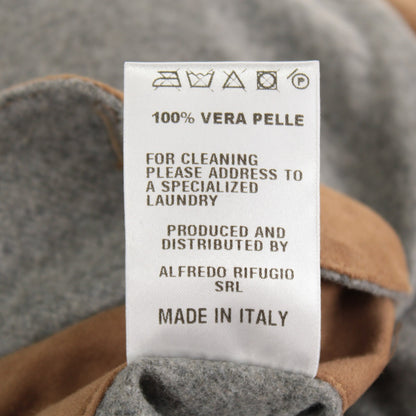 100% VERA PELLE
FOR CLEANING
PLEASE ADDRESS TO
A SPECIALIZED
LAUNDRY
PRODUCED AND
DISTRIBUTED BY
ALFREDO RIFUGIO
SRL
MADE IN ITALY